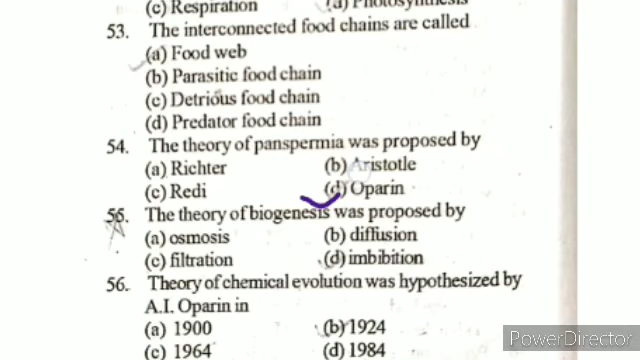 (c) Respiration (d) Photosynthesis
53. The interconnected food chains are called
(a) Food web
(b) Parasitic food chain
(c) Detrious food chain
(d) Predator food chain
54. The theory of panspermia was proposed by
(a) Richter (b) Aristotle
(c) Redi (d) Oparin
55. The theory of biogenesis was proposed by
(a) osmosis (b) diffusion
(c) filtration (d) imbibition
56. Theory of chemical evolution was hypothesized by
A.I. Oparin in
(a) 1900 (b) 1924
(c) 1964 (d) 1984
PowerDirector